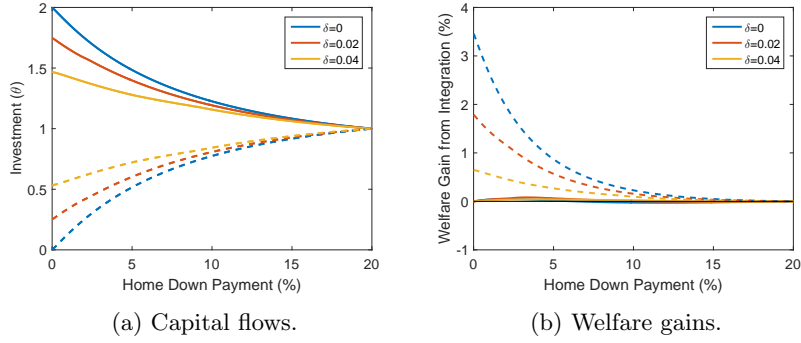 2
1.5
1
0.5
0
Investment (θ)
0 5 10 15 20
Home Down Payment (%)
δ=0
δ=0.02
δ=0.04
(a) Capital flows.
4
3
2
1
0
-1
Welfare Gain from Integration (%)
0 5 10 15 20
Home Down Payment (%)
δ=0
δ=0.02
δ=0.04
(b) Welfare gains.